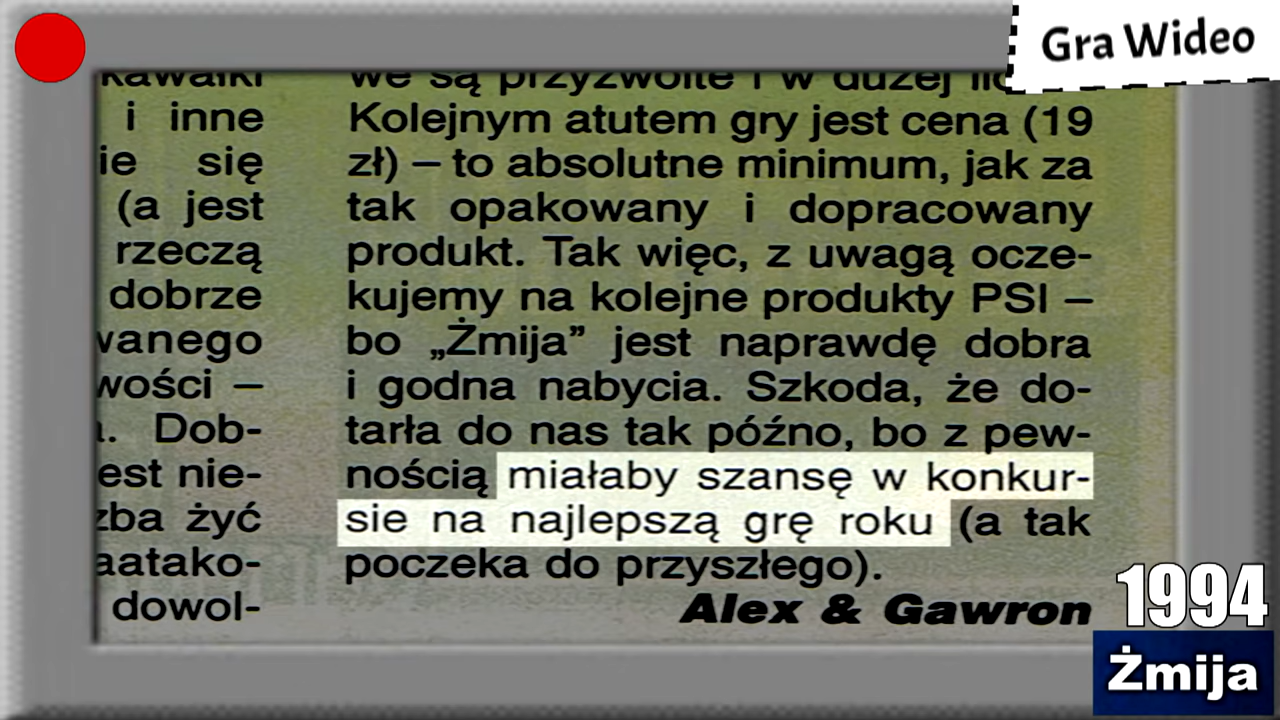 Gra Wideo
kawałki
i inne
ie się
(a jest
rzeczą
dobrze
wanego
wości –
. Dob-
est nie-
zba żyć
aatako-
dowol-
we są przyzwoite i w dużej
Kolejnym atutem gry jest cena (19
zł) – to absolutne minimum, jak za
tak opakowany i dopracowany
produkt. Tak więc, z uwagą ocze-
kujemy na kolejne produkty PSI –
bo „Żmija” jest naprawdę dobra
i godna nabycia. Szkoda, że do-
tarła do nas tak późno, bo z pew-
nością miałaby szansę w konkur-
sie na najlepszą grę roku (a tak
poczeka do przyszłego).
Alex & Gawron
1994
Żmija